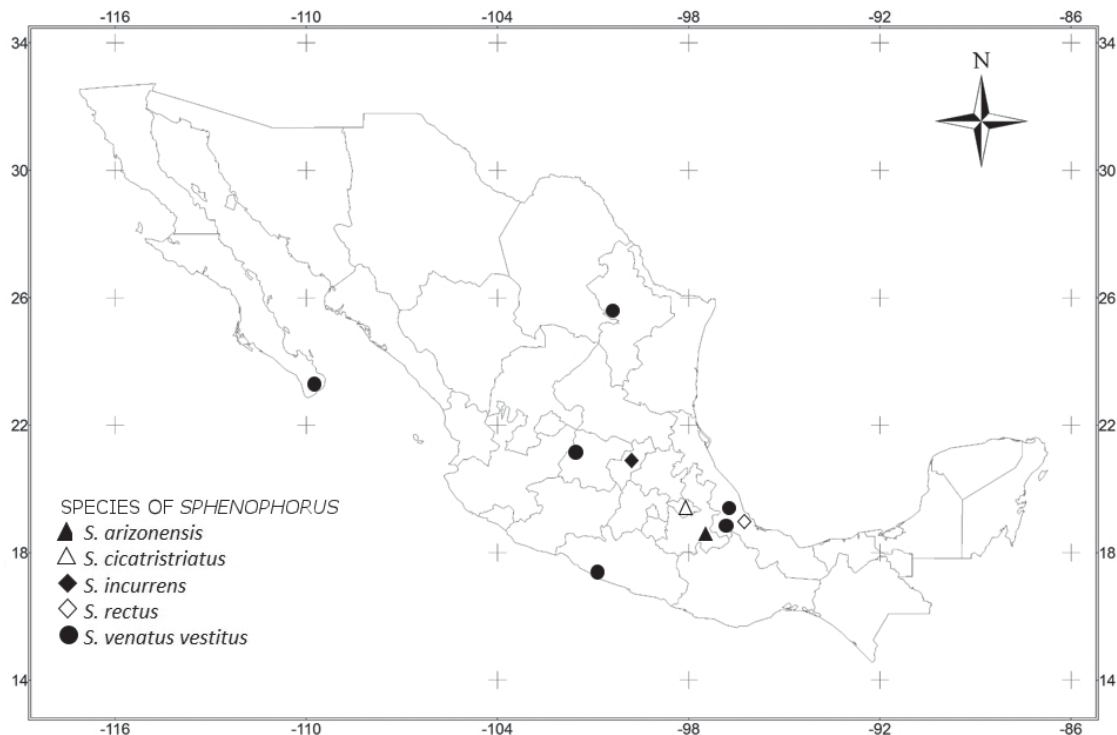 -116 -110 -104 -98 -92 -86
34 34
N
30 30
26 26
22 22
SPECIES OF SPHENOPHORUS
S. arizonensis
S. cicatristriatus
S. incurrens
S. rectus
S. venatus vestitus
18 18
14 14
-116 -110 -104 -98 -92 -86